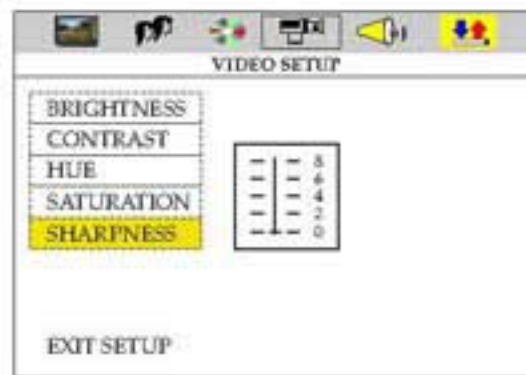 VIDEO SETUP
BRIGHTNESS
CONTRAST
HUE
SATURATION
SHARPNESS
8
6
4
2
0
EXIT SETUP